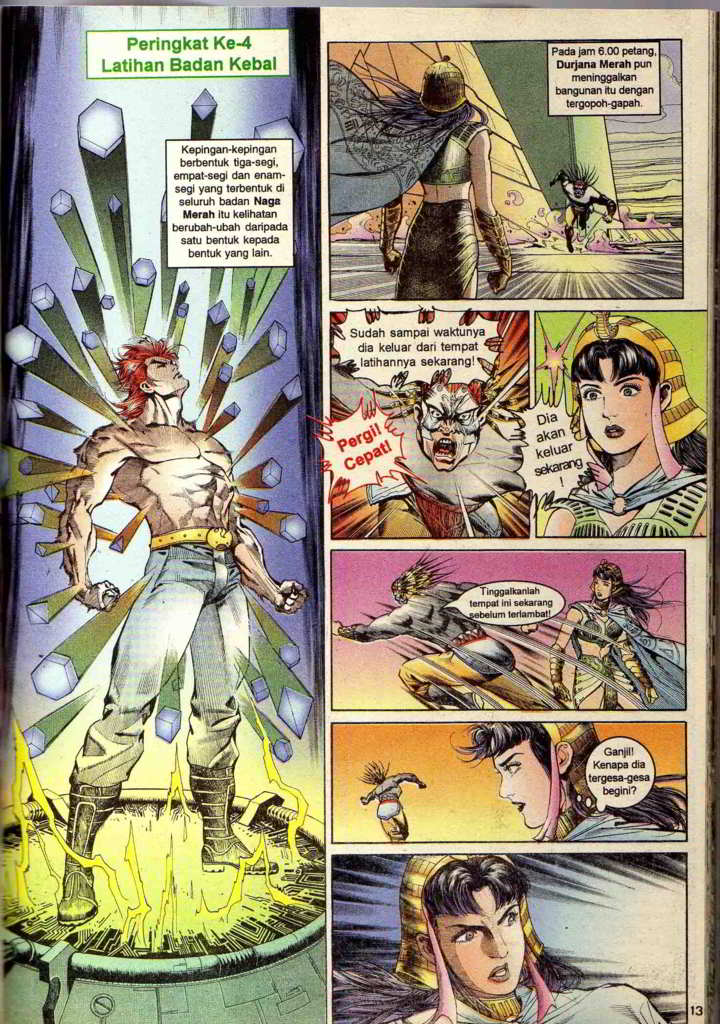 Peringkat Ke-4
Latihan Badan Kebal
Kepingan-kepingan
berbentuk tiga-segi,
empat-segi dan enam-
segi yang terbentuk di
seluruh badan Naga
Merah itu kelihatan
berubah-ubah daripada
satu bentuk kepada
bentuk yang lain.
Pada jam 6.00 petang,
Durjana Merah pun
meninggalkan
bangunan itu dengan
tergopoh-gapah.
Sudah sampai waktunya
dia keluar dari tempat
latihannya sekarang!
Pergi!
Cepat!
Dia
akan
keluar
sekarang
!
Tinggalkanlah
tempat ini sekarang
sebelum terlambat!
Ganjil!
Kenapa dia
tergesa-gesa
begini?
13